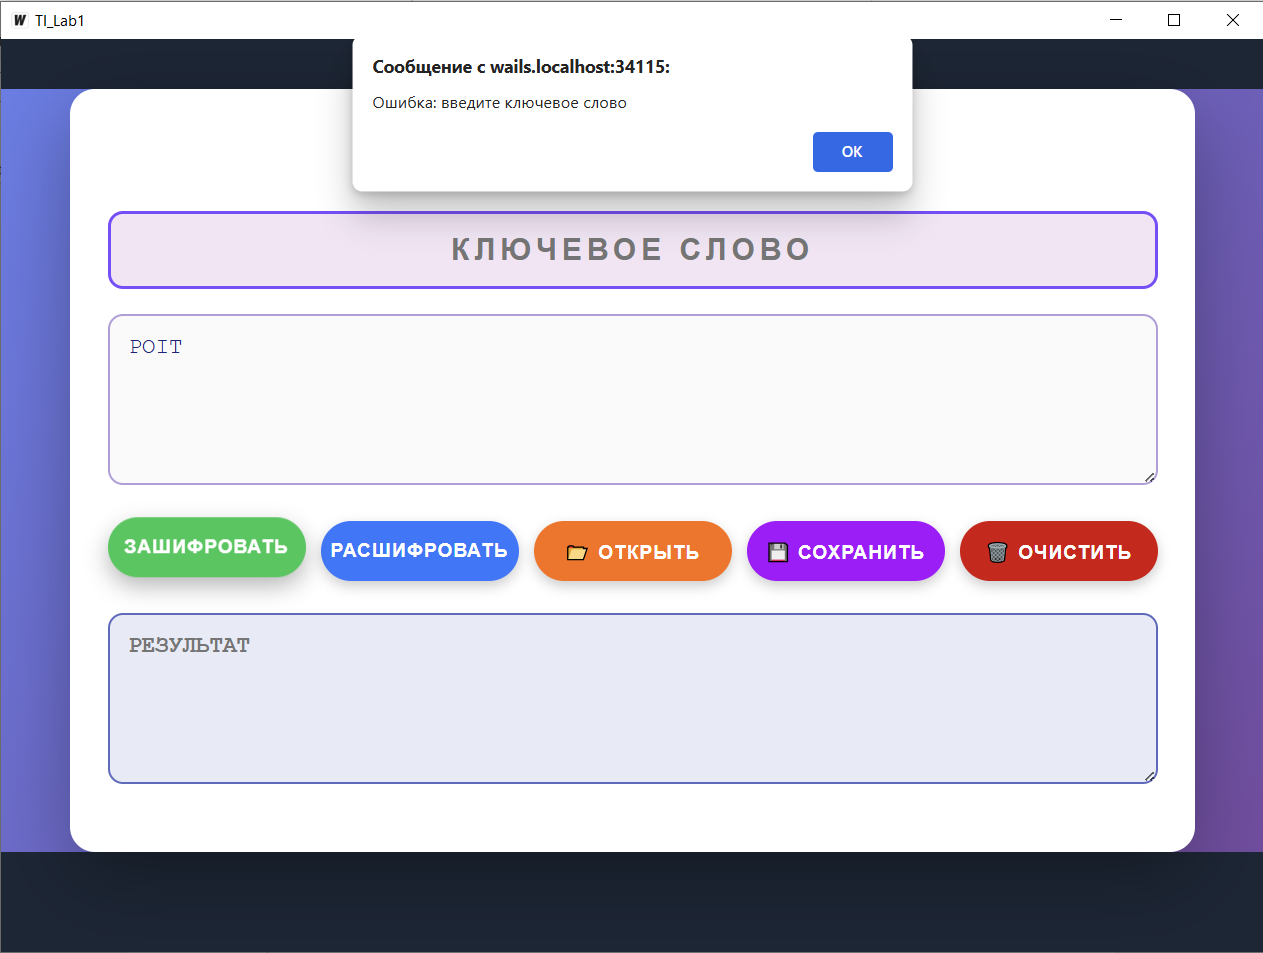 TI_Lab1
Сообщение с wails.localhost:34115:
Ошибка: введите ключевое слово
ОК
КЛЮЧЕВОЕ СЛОВО
POIT
ЗАШИФРОВАТЬ
РАСШИФРОВАТЬ
ОТКРЫТЬ
СОХРАНИТЬ
ОЧИСТИТЬ
РЕЗУЛЬТАТ